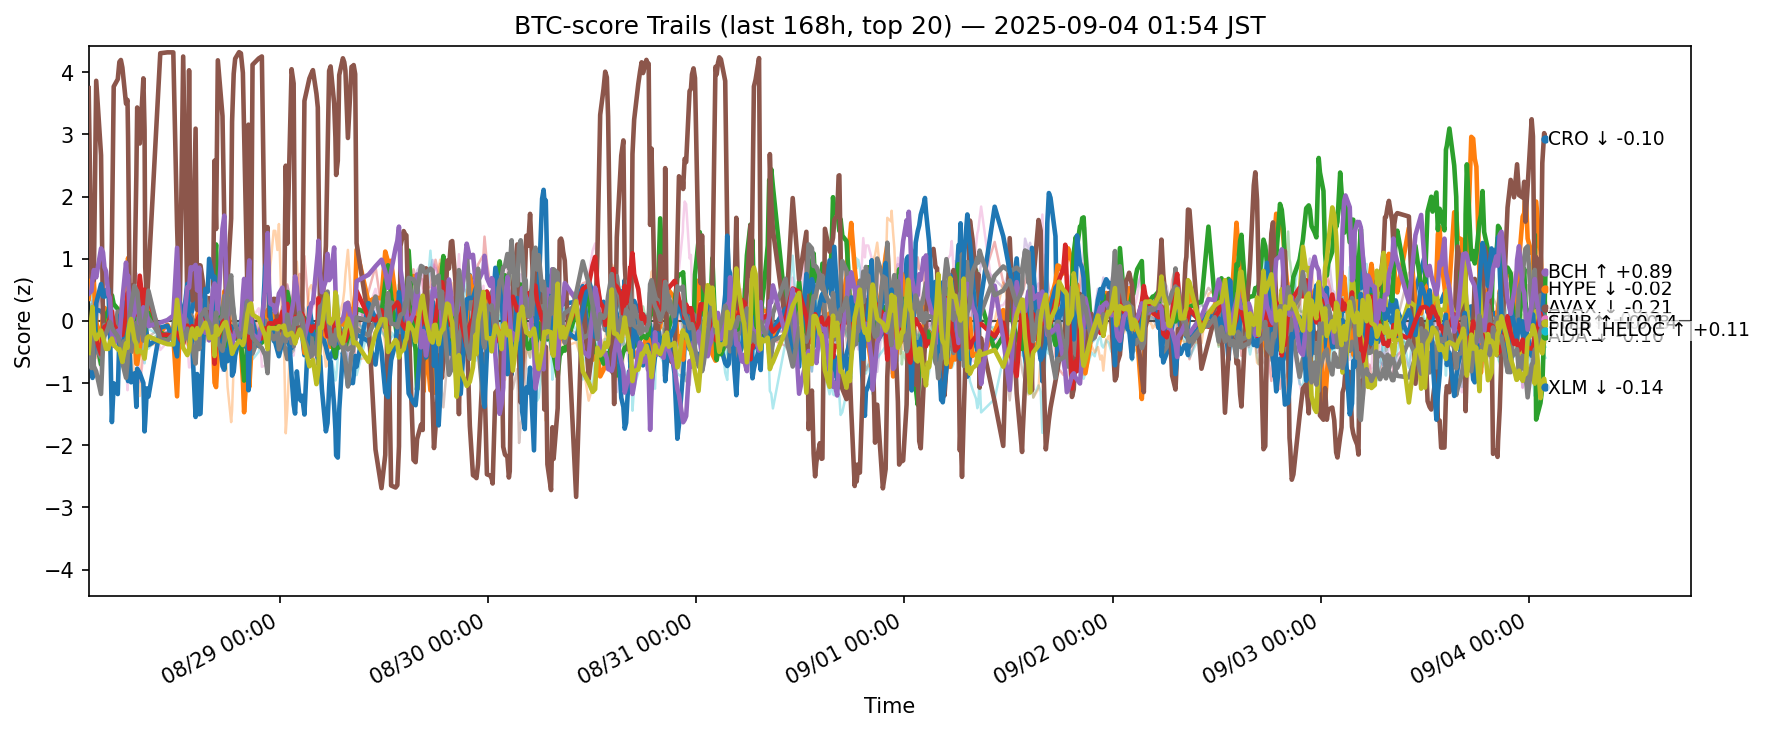 BTC-score Trails (last 168h, top 20) — 2025-09-04 01:54 JST
Score (z)
4
3
2
1
0
−1
−2
−3
−4
CRO ↓ -0.10
BCH ↑ +0.89
HYPE ↓ -0.02
AVAX ↓ -0.21
FIGR_HELOC ↑ +0.11
ADA ↓ -0.10
XLM ↓ -0.14
08/29 00:00
08/30 00:00
08/31 00:00
09/01 00:00
09/02 00:00
09/03 00:00
09/04 00:00
Time